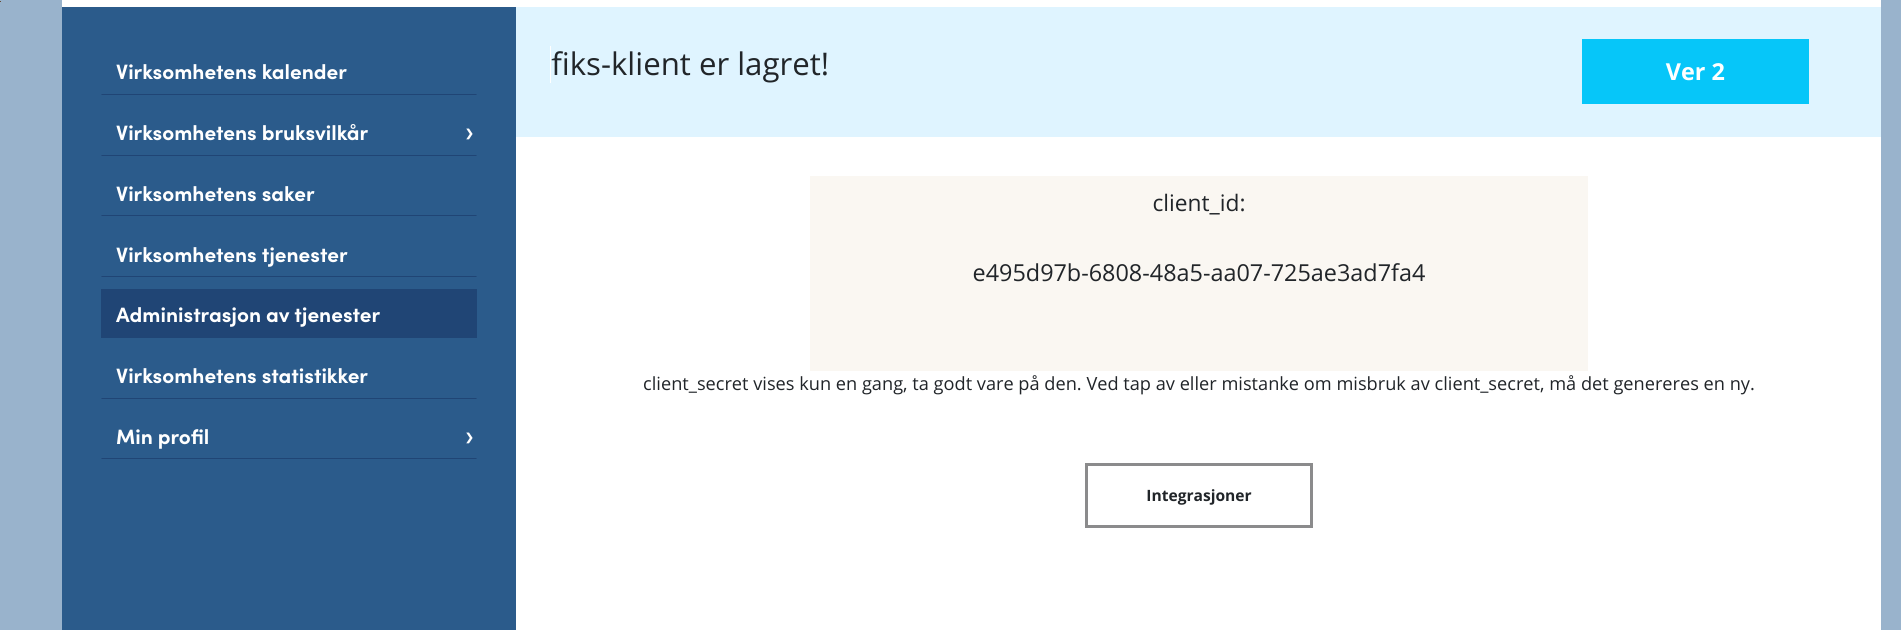 Virksomhetens kalender
Virksomhetens bruksvilkår ›
Virksomhetens saker
Virksomhetens tjenester
Administrasjon av tjenester
Virksomhetens statistikker
Min profil ›
fiks-klient er lagret!
Ver 2
client_id:
e495d97b-6808-48a5-aa07-725ae3ad7fa4
client_secret vises kun en gang, ta godt vare på den. Ved tap av eller mistanke om misbruk av client_secret, må det genereres en ny.
Integrasjoner